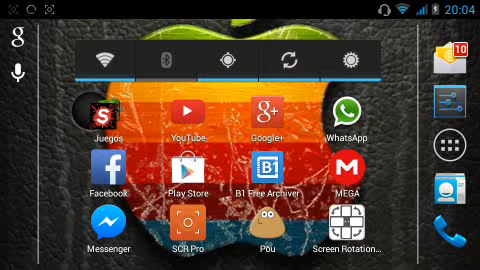 20:04
g
10
S
Juegos
YouTube
g+
Google+
WhatsApp
f
Facebook
Play Store
B1
B1 Free Archiver
M
MEGA
Messenger
SCR Pro
Pou
Screen Rotation...